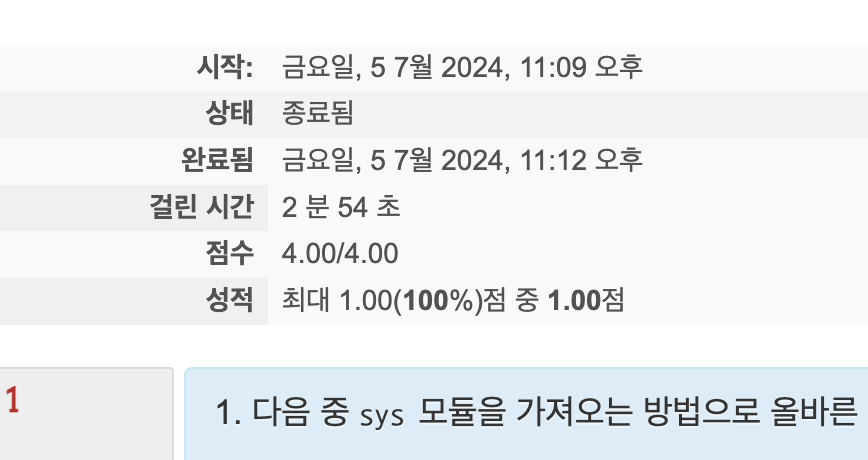 시작: 금요일, 5 7월 2024, 11:09 오후
상태 종료됨
완료됨 금요일, 5 7월 2024, 11:12 오후
걸린 시간 2 분 54 초
점수 4.00/4.00
성적 최대 1.00(100%)점 중 1.00점
1
1. 다음 중 sys 모듈을 가져오는 방법으로 올바른